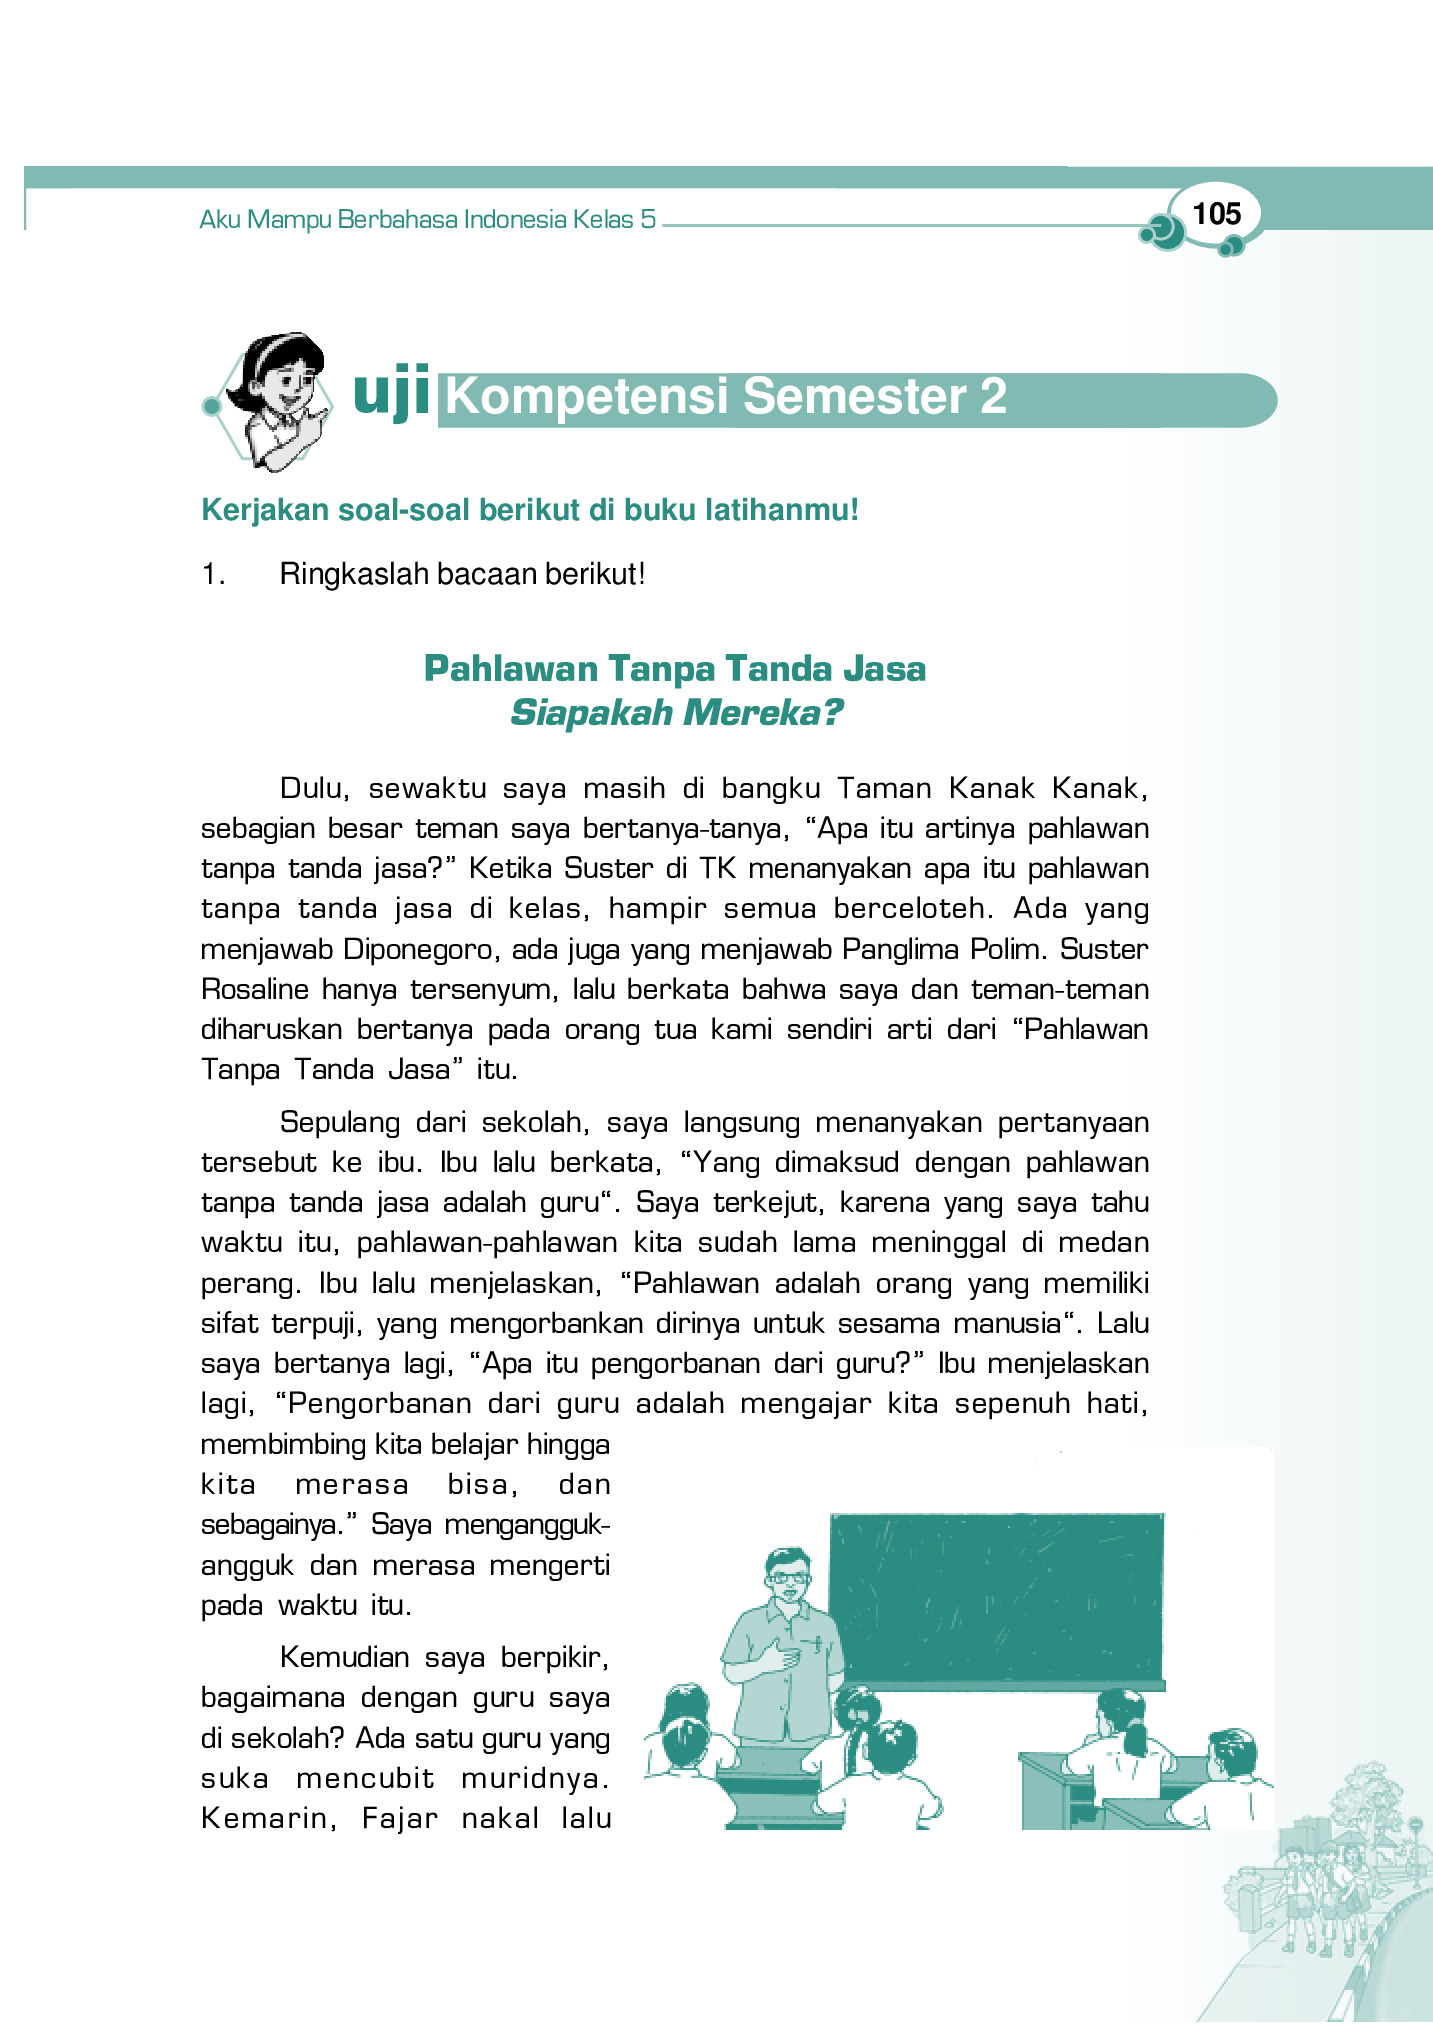 Aku Mampu Berbahasa Indonesia Kelas 5
105
uji Kompetensi Semester 2
Kerjakan soal-soal berikut di buku latihanmu!
1. Ringkaslah bacaan berikut!
Pahlawan Tanpa Tanda Jasa
Siapakah Mereka?
Dulu, sewaktu saya masih di bangku Taman Kanak Kanak,
sebagian besar teman saya bertanya-tanya, “Apa itu artinya pahlawan
tanpa tanda jasa?” Ketika Suster di TK menanyakan apa itu pahlawan
tanpa tanda jasa di kelas, hampir semua berceloteh. Ada yang
menjawab Diponegoro, ada juga yang menjawab Panglima Polim. Suster
Rosaline hanya tersenyum, lalu berkata bahwa saya dan teman-teman
diharuskan bertanya pada orang tua kami sendiri arti dari “Pahlawan
Tanpa Tanda Jasa” itu.
Sepulang dari sekolah, saya langsung menanyakan pertanyaan
tersebut ke ibu. Ibu lalu berkata, “Yang dimaksud dengan pahlawan
tanpa tanda jasa adalah guru“. Saya terkejut, karena yang saya tahu
waktu itu, pahlawan-pahlawan kita sudah lama meninggal di medan
perang. Ibu lalu menjelaskan, “Pahlawan adalah orang yang memiliki
sifat terpuji, yang mengorbankan dirinya untuk sesama manusia“. Lalu
saya bertanya lagi, “Apa itu pengorbanan dari guru?” Ibu menjelaskan
lagi, “Pengorbanan dari guru adalah mengajar kita sepenuh hati,
membimbing kita belajar hingga
kita merasa bisa, dan
sebagainya.” Saya mengangguk-
angguk dan merasa mengerti
pada waktu itu.
Kemudian saya berpikir,
bagaimana dengan guru saya
di sekolah? Ada satu guru yang
suka mencubit muridnya.
Kemarin, Fajar nakal lalu